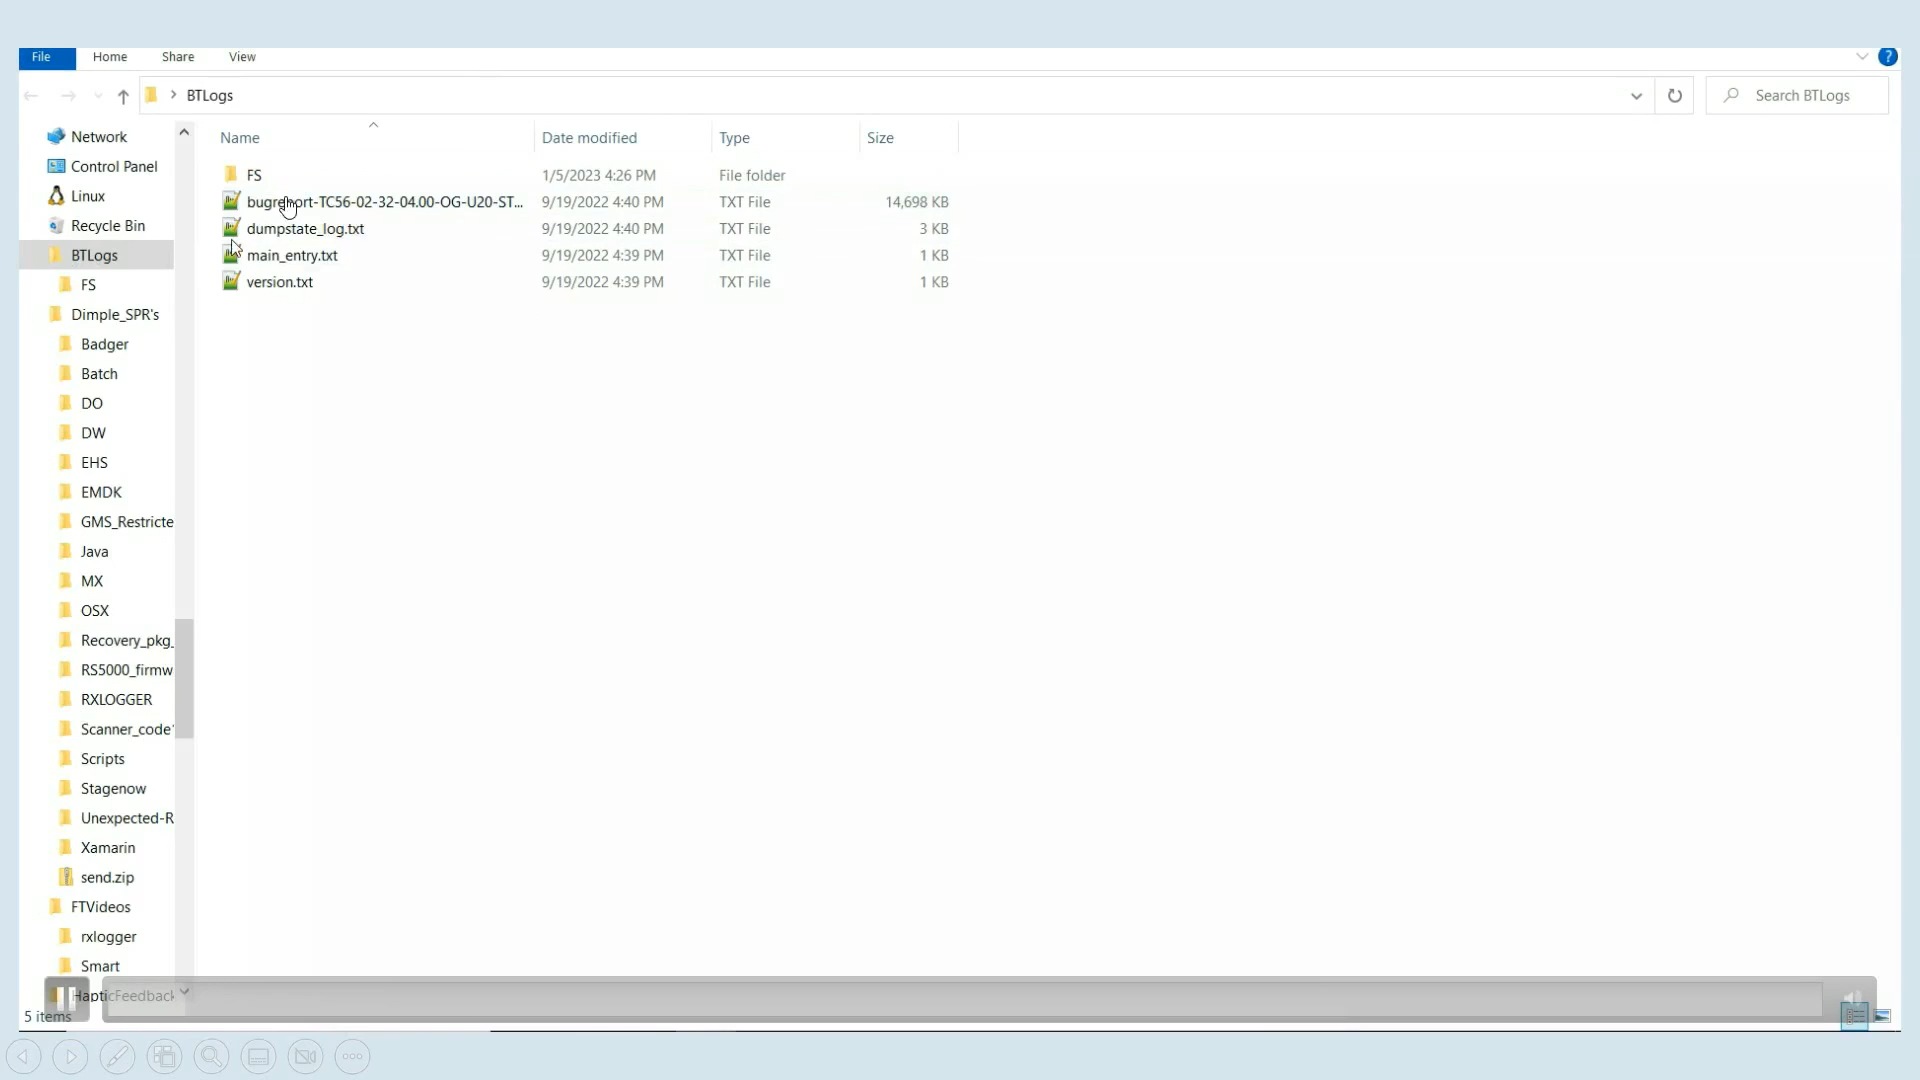 File Home Share View ?
BTLogs Search BTLogs
Name Date modified Type Size
FS 1/5/2023 4:26 PM File folder
bugreport-TC56-02-32-04.00-OG-U20-ST... 9/19/2022 4:40 PM TXT File 14,698 KB
dumpstate_log.txt 9/19/2022 4:40 PM TXT File 3 KB
main_entry.txt 9/19/2022 4:39 PM TXT File 1 KB
version.txt 9/19/2022 4:39 PM TXT File 1 KB
Network
Control Panel
Linux
Recycle Bin
BTLogs
FS
Dimple_SPR's
Badger
Batch
DO
DW
EHS
EMDK
GMS_Restricte
Java
MX
OSX
Recovery_pkg_
RS5000_firmw
RXLOGGER
Scanner_code
Scripts
Stagenow
Unexpected-R
Xamarin
send.zip
FTVideos
rxlogger
Smart
HapticFeedback
5 items